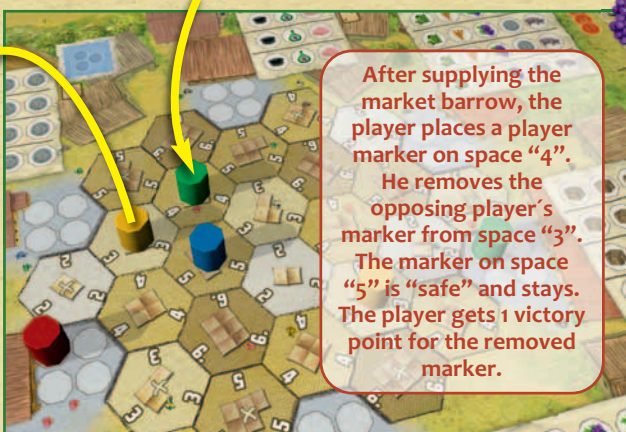 After supplying the
market barrow, the
player places a player
marker on space “4”.
He removes the
opposing player´s
marker from space “3”.
The marker on space
“5” is “safe” and stays.
The player gets 1 victory
point for the removed
marker.